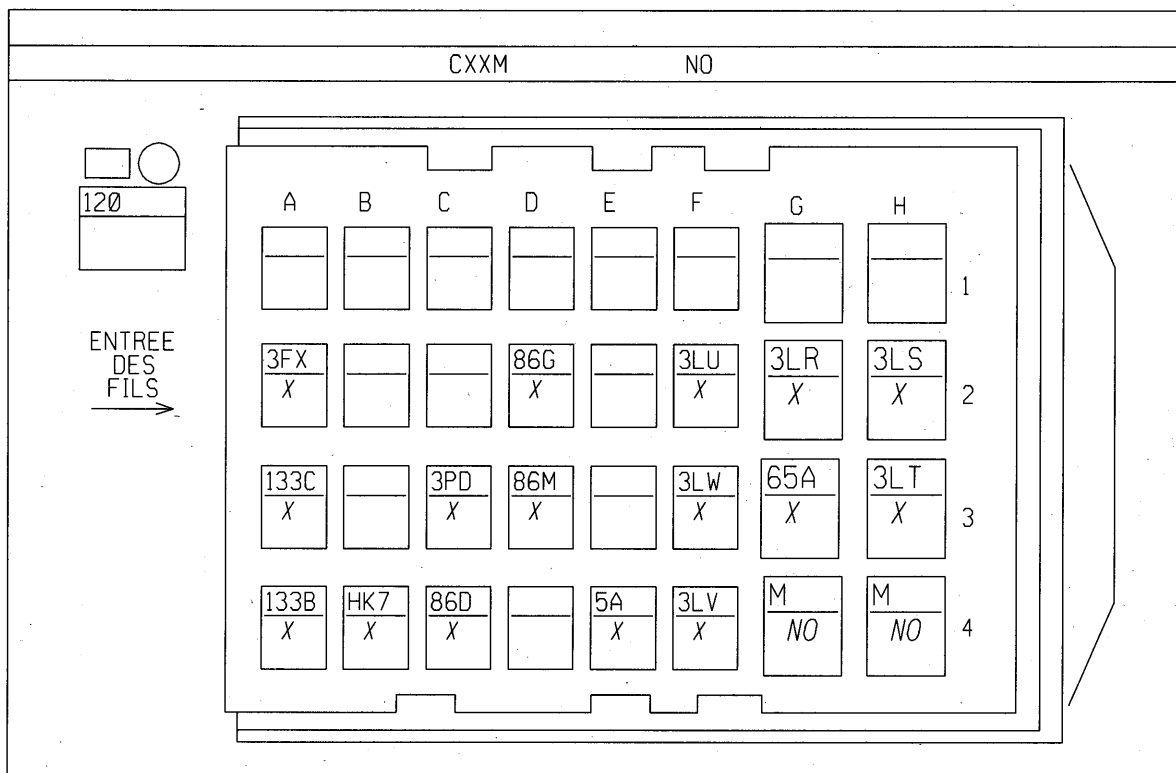 CXXM NO
120
A B C D E F G H
1
ENTREE
DES
FILS
3FX 86G 3LU 3LR 3LS
X X X X X
2
133C 3PD 86M 3LW 65A 3LT
X X X X X X
3
133B HK7 86D 5A 3LV M M
X X X X X NO NO
4